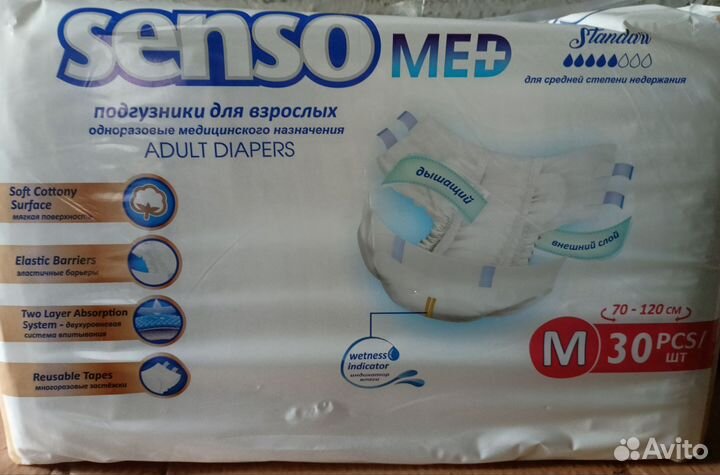 senso MED
Standart
для средней степени недержания
подгузники для взрослых
одноразовые медицинского назначения
ADULT DIAPERS
Soft Cottony
Surface
мягкая поверхность
Elastic Barriers
эластичные барьеры
Two Layer Absorption
System – двухуровневая
система впитывания
Reusable Tapes
многоразовые застёжки
дышащий
внешний слой
wetness
indicator
индикатор
влаги
70 - 120 см
M 30 PCS/
ШТ
Avito